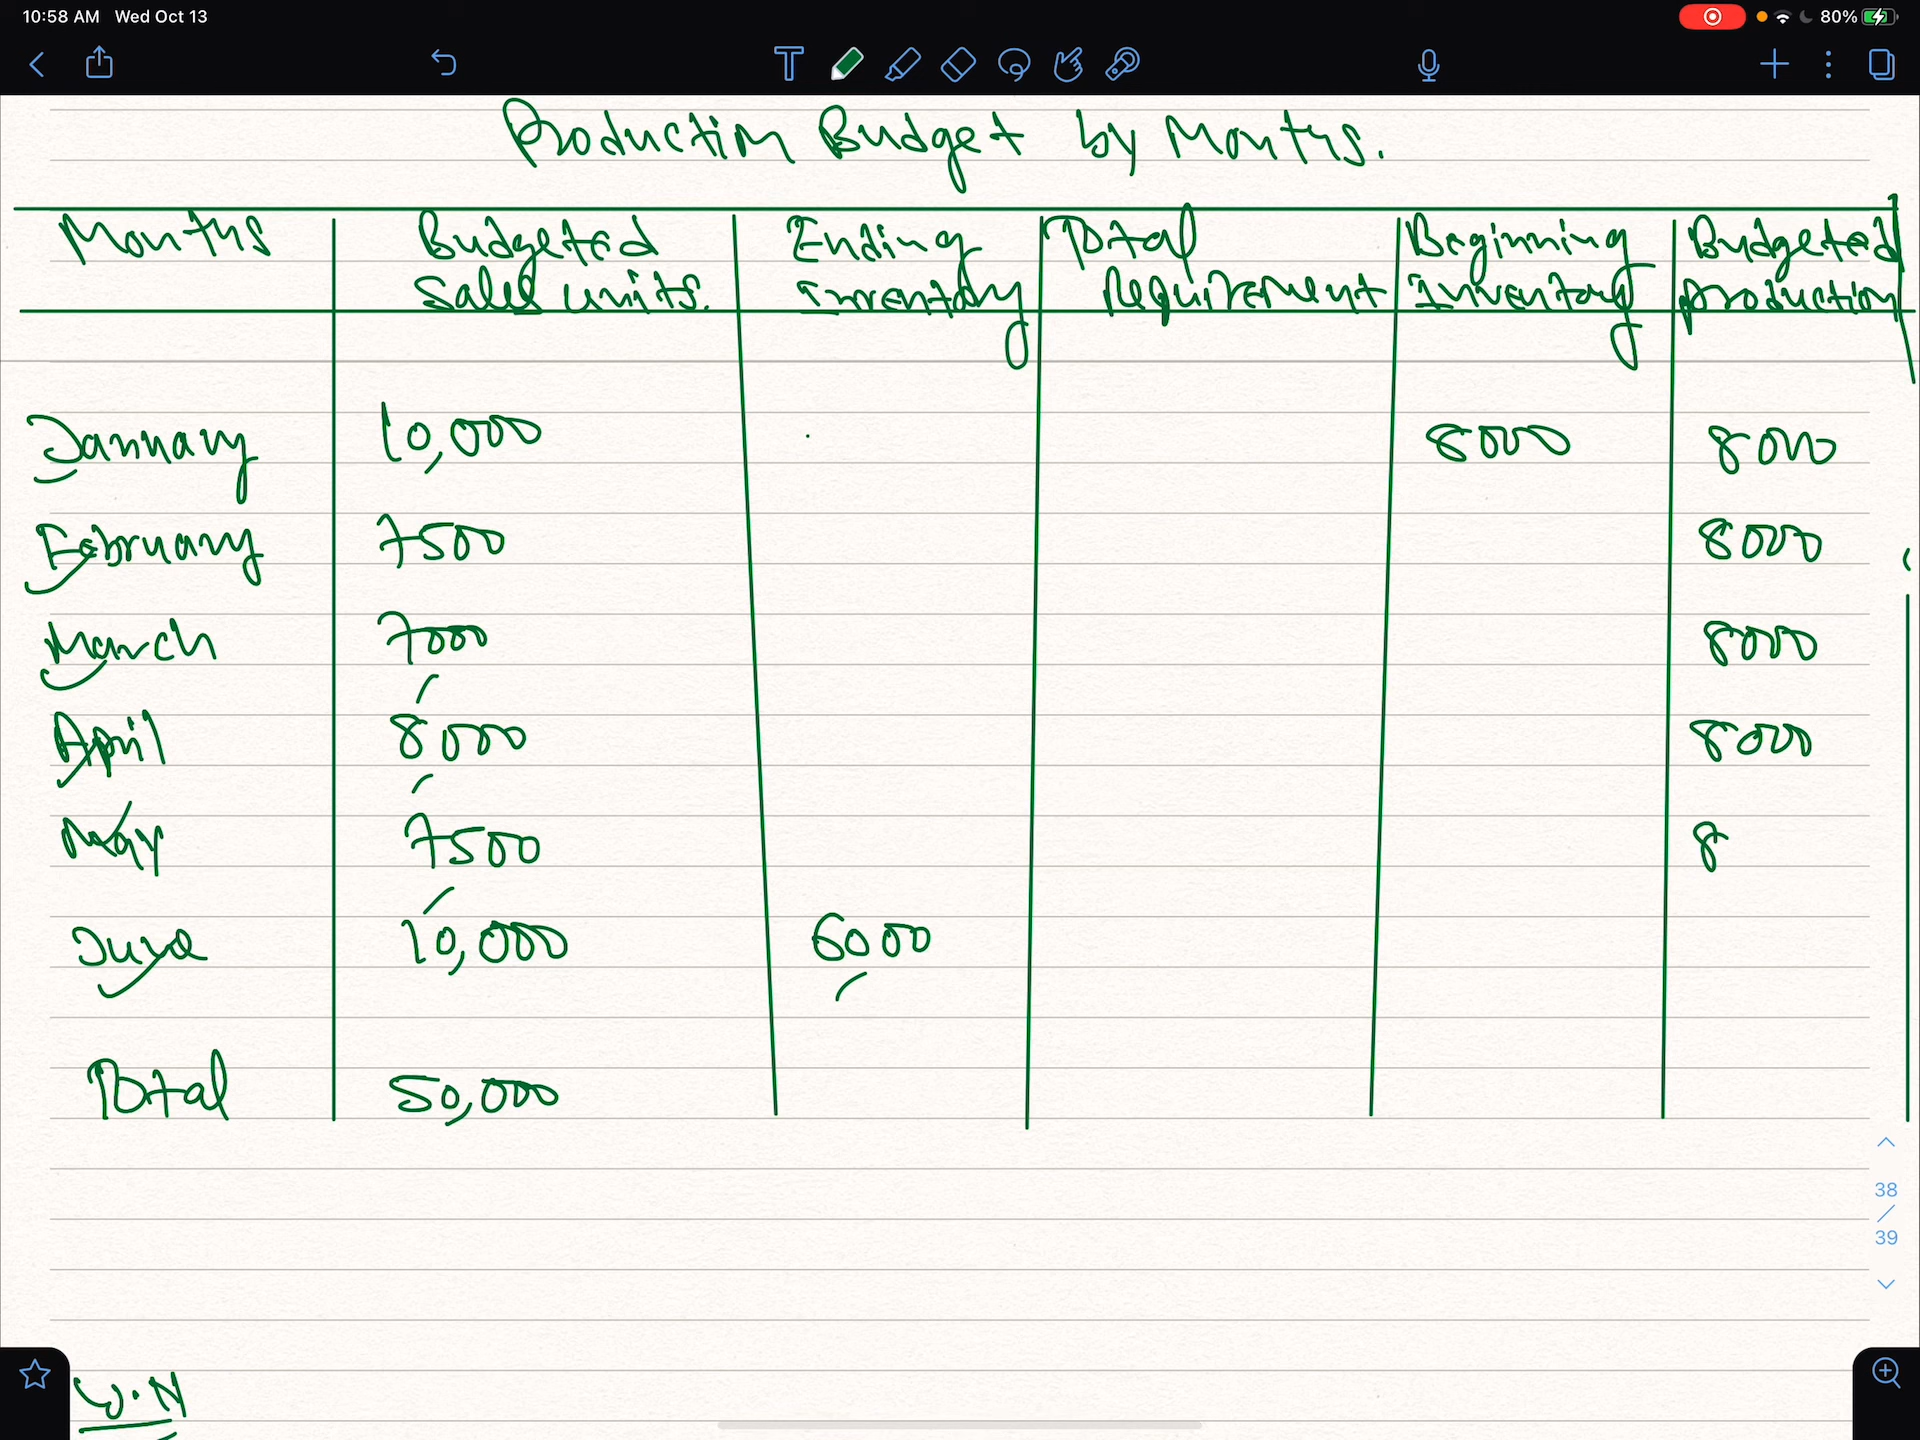 10:58 AM Wed Oct 13
80%
Production Budget by Months.
Months Budgeted Sales units. Ending Inventory Total Requirement Beginning Inventory Budgeted production
January 10,000 8000 8000
February 7500 8000
March 7000 8000
April 8000 8000
May 7500 8
June 10,000 6000
Total 50,000
38
/
39
W.N